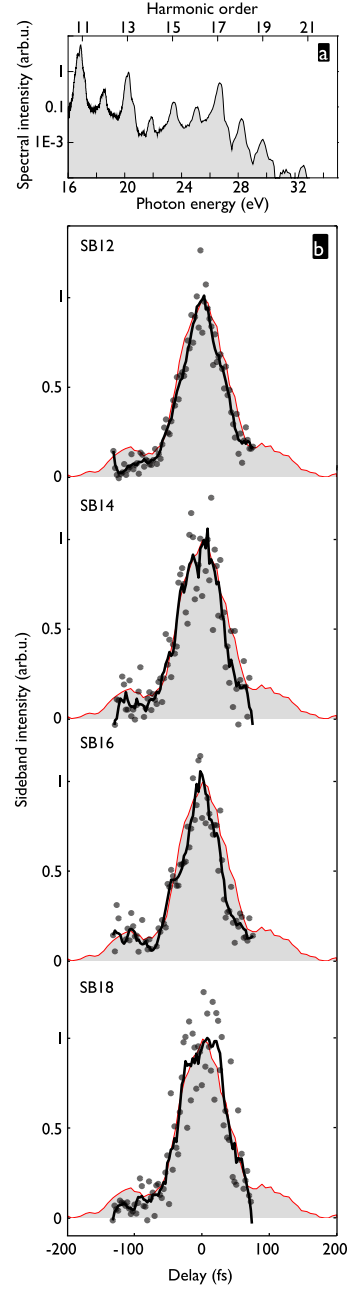 Harmonic order
11 13 15 17 19 21
a
Spectral intensity (arb.u.)
1
0.1
1E-3
16 20 24 28 32
Photon energy (eV)
b
SB12
1
0.5
0
SB14
1
0.5
0
SB16
1
0.5
0
SB18
1
0.5
0
Sideband intensity (arb.u.)
-200 -100 0 100 200
Delay (fs)